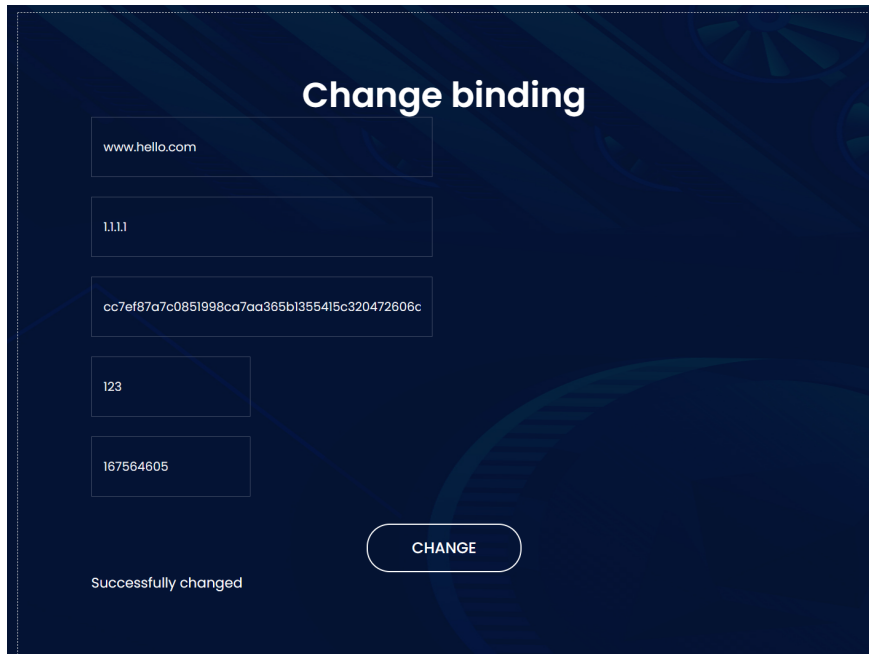 Change binding
www.hello.com
1.1.1.1
cc7ef87a7c0851998ca7aa365b1355415c320472606c
123
167564605
CHANGE
Successfully changed